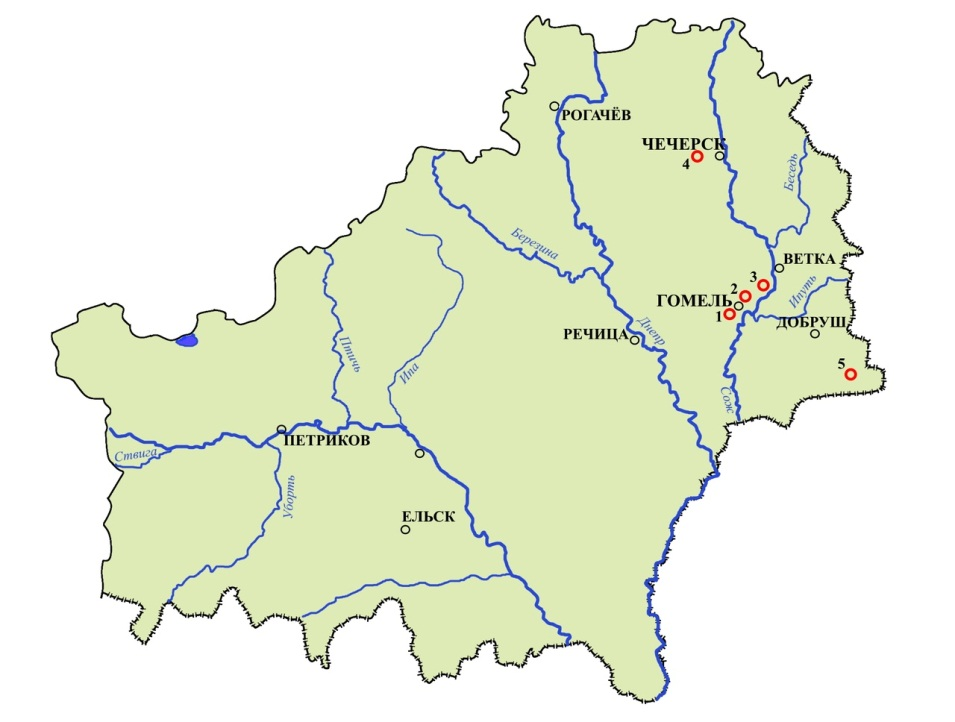 РОГАЧЁВ
ЧЕЧЕРСК
4
Беседь
Березина
ВЕТКА
3
2
Ипуть
ГОМЕЛЬ
1
ДОБРУШ
Днепр
РЕЧИЦА
Птичь
Ипа
5
Сож
ПЕТРИКОВ
Ствига
Уборть
ЕЛЬСК